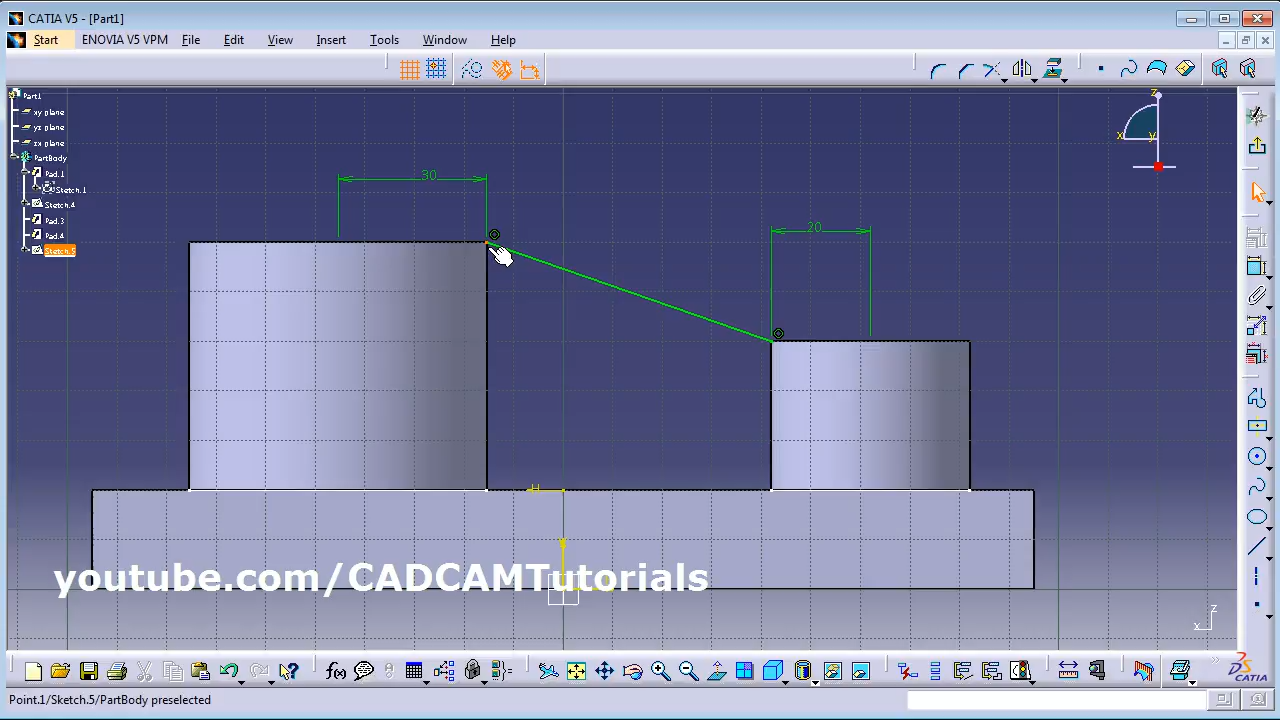 CATIA V5 - [Part1]
Start ENOVIA V5 VPM File Edit View Insert Tools Window Help
Part1
xy plane
yz plane
zx plane
PartBody
Pad.1
Sketch.1
Sketch.4
Pad.3
Pad.4
Sketch.5
z
x
y
30
20
H
youtube.com/CADCAMTutorials
z
x
f(x)
CATIA
Point.1/Sketch.5/PartBody preselected